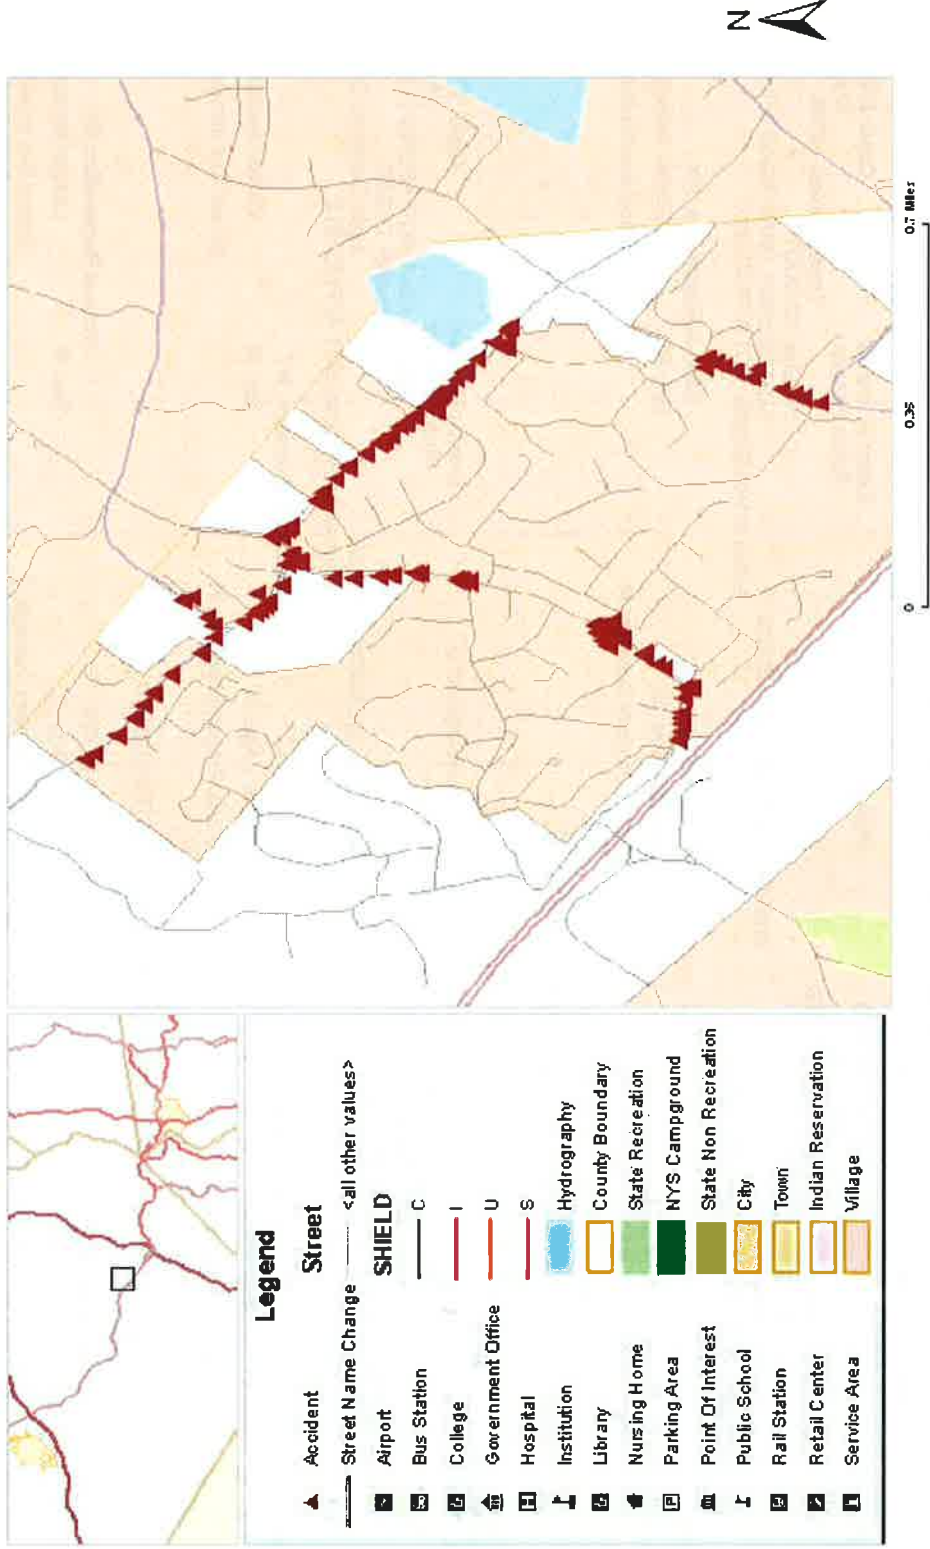 N
0
0.35
0.7 Miles
Legend
Accident
Street Name Change
Airport
Bus Station
College
Government Office
Hospital
Institution
Library
Nursing Home
Parking Area
Point Of Interest
Public School
Rail Station
Retail Center
Service Area
Street
<all other values>
SHIELD
C
I
U
S
Hydrography
County Boundary
State Recreation
NYS Campground
State Non Recreation
City
Town
Indian Reservation
Village